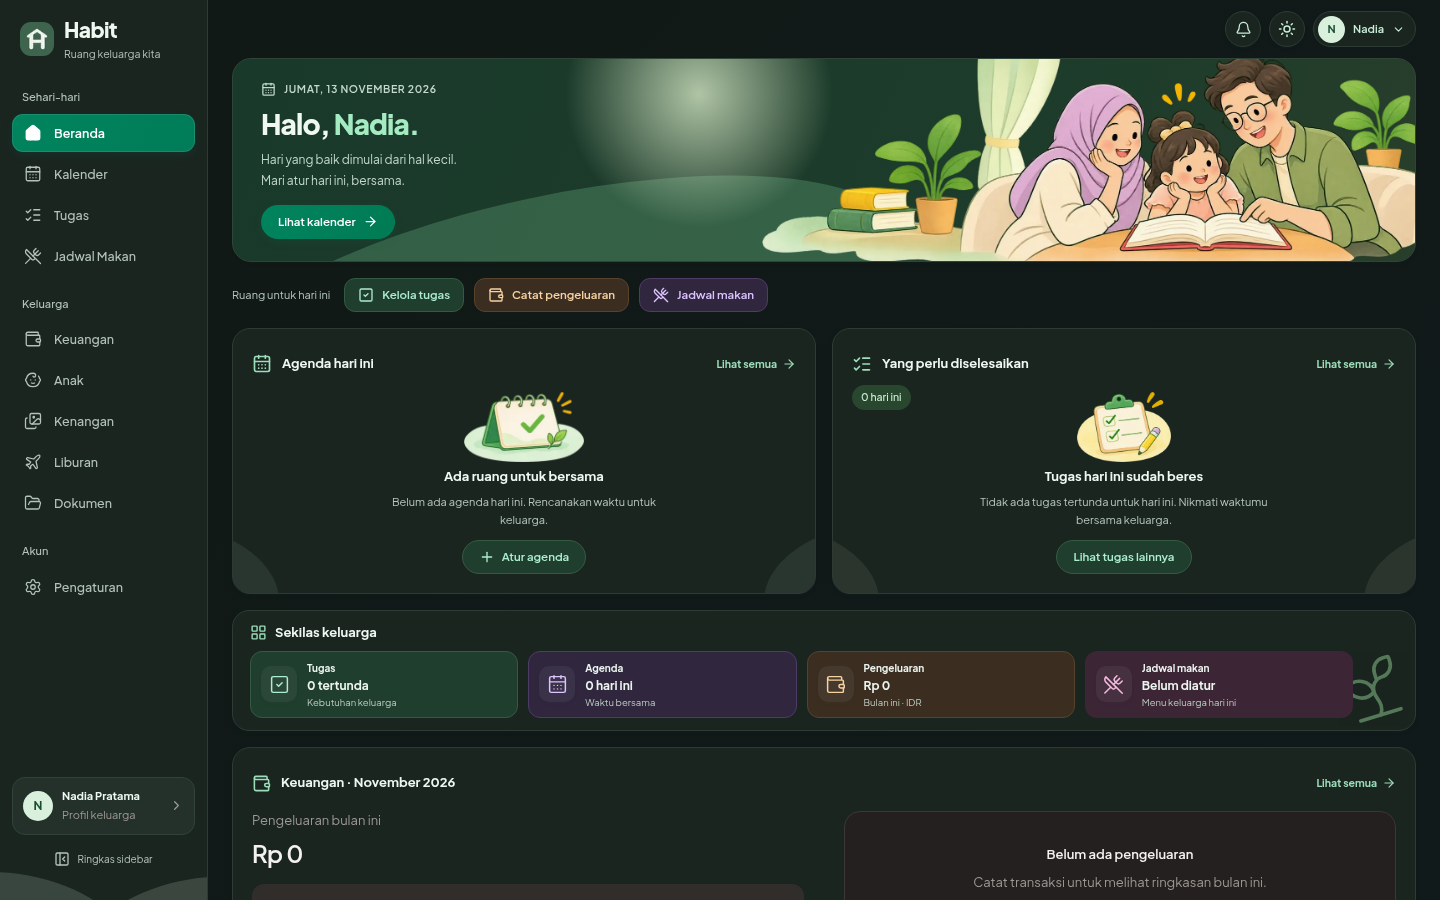 Habit
Ruang keluarga kita
Sehari-hari
Beranda
Kalender
Tugas
Jadwal Makan
Keluarga
Keuangan
Anak
Kenangan
Liburan
Dokumen
Akun
Pengaturan
N
Nadia Pratama
Profil keluarga
Ringkas sidebar
N
Nadia
JUMAT, 13 NOVEMBER 2026
Halo, Nadia.
Hari yang baik dimulai dari hal kecil.
Mari atur hari ini, bersama.
Lihat kalender
Ruang untuk hari ini
Kelola tugas
Catat pengeluaran
Jadwal makan
Agenda hari ini
Lihat semua
Ada ruang untuk bersama
Belum ada agenda hari ini. Rencanakan waktu untuk
keluarga.
Atur agenda
Yang perlu diselesaikan
Lihat semua
0 hari ini
Tugas hari ini sudah beres
Tidak ada tugas tertunda untuk hari ini. Nikmati waktumu
bersama keluarga.
Lihat tugas lainnya
Sekilas keluarga
Tugas
0 tertunda
Kebutuhan keluarga
Agenda
0 hari ini
Waktu bersama
Pengeluaran
Rp 0
Bulan ini · IDR
Jadwal makan
Belum diatur
Menu keluarga hari ini
Keuangan · November 2026
Lihat semua
Pengeluaran bulan ini
Rp 0
Belum ada pengeluaran
Catat transaksi untuk melihat ringkasan bulan ini.